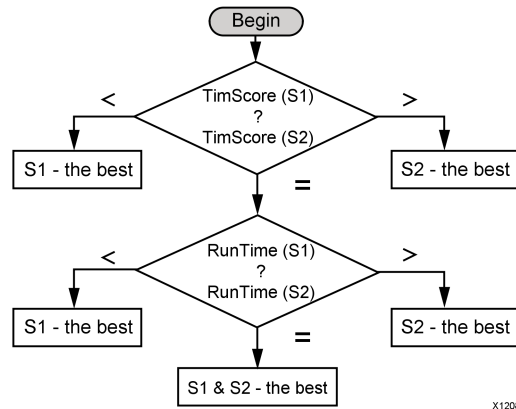 Begin
TimScore (S1)
<
?
>
TimScore (S2)
S1 - the best
S2 - the best
=
RunTime (S1)
<
?
>
RunTime (S2)
S1 - the best
S2 - the best
=
S1 & S2 - the best